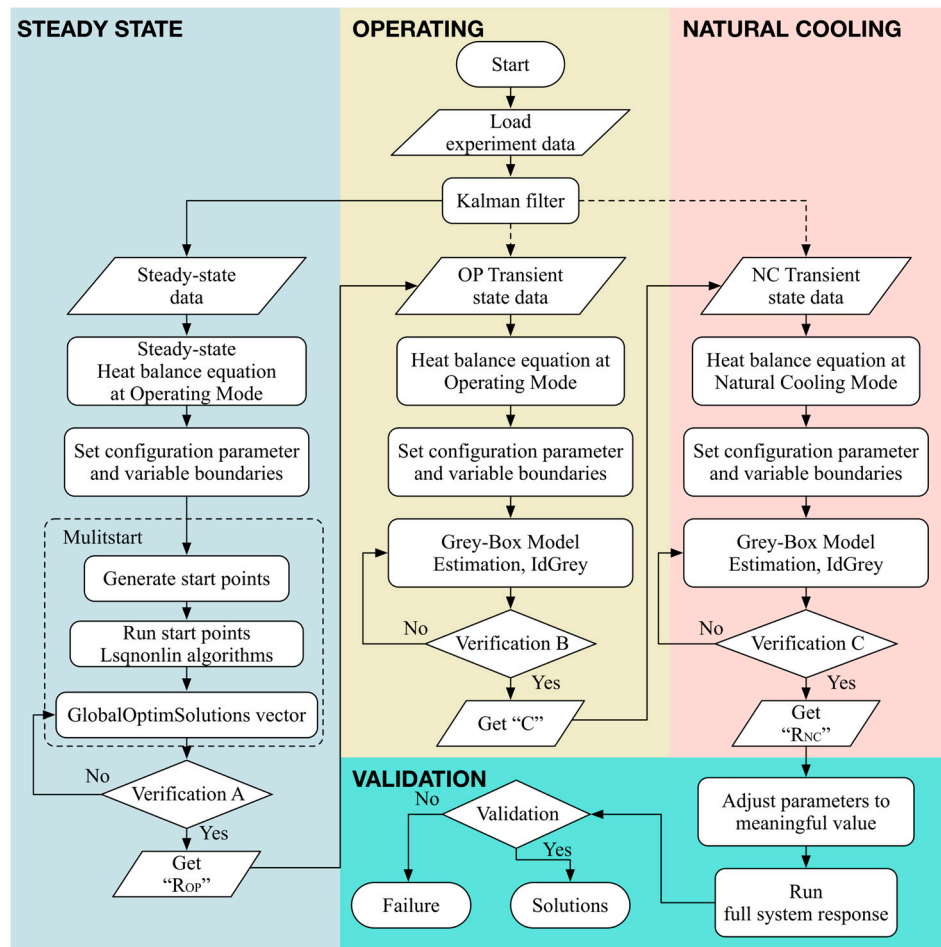 STEADY STATE
OPERATING
NATURAL COOLING
Start
Load
experiment data
Kalman filter
Steady-state
data
Steady-state
Heat balance equation
at Operating Mode
Set configuration parameter
and variable boundaries
Mulitstart
Generate start points
Run start points
Lsqnonlin algorithms
GlobalOptimSolutions vector
No
Verification A
Yes
Get
“ROP”
OP Transient
state data
Heat balance equation at
Operating Mode
Set configuration parameter
and variable boundaries
Grey-Box Model
Estimation, IdGrey
No
Verification B
Yes
Get “C”
NC Transient
state data
Heat balance equation at
Natural Cooling Mode
Set configuration parameter
and variable boundaries
Grey-Box Model
Estimation, IdGrey
No
Verification C
Yes
Get
“RNC”
VALIDATION
Adjust parameters to
meaningful value
Run
full system response
No
Validation
Yes
Failure
Solutions